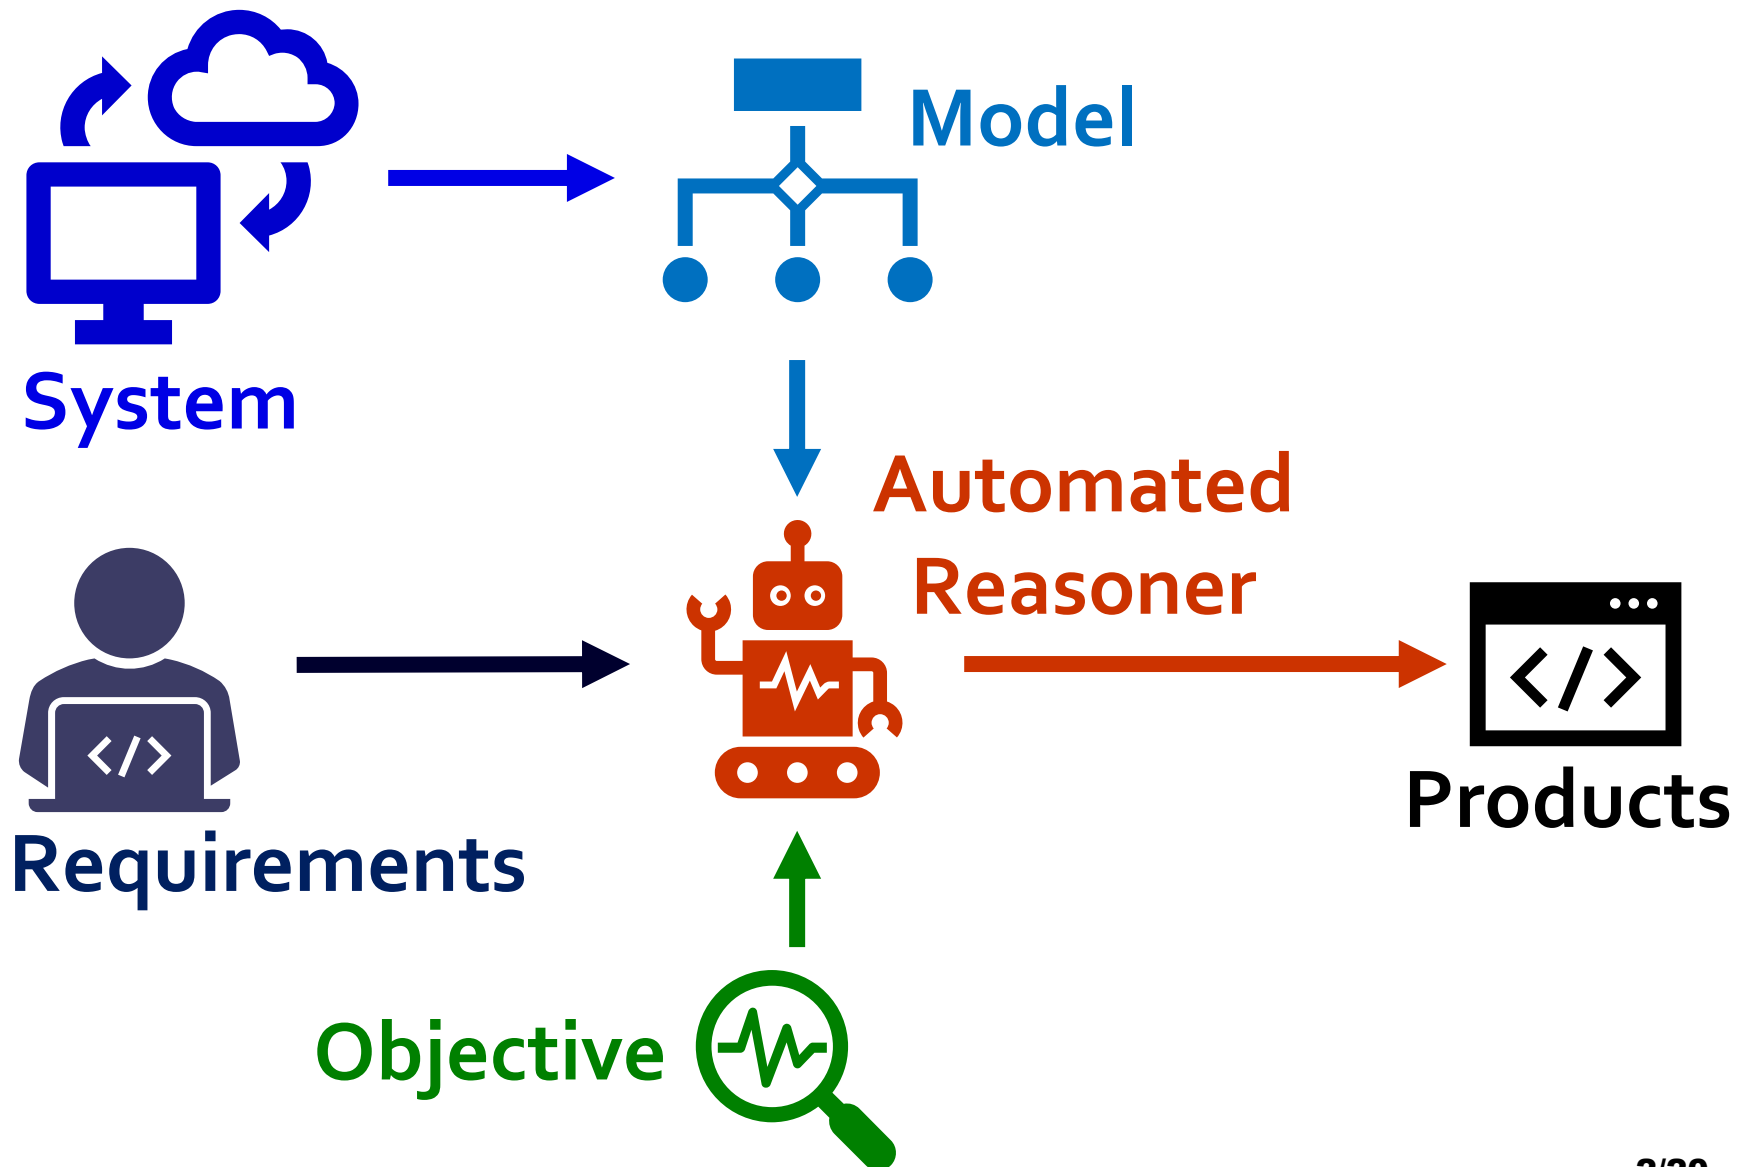 Model
System
Automated
Reasoner
</>
</>
Products
Requirements
Objective